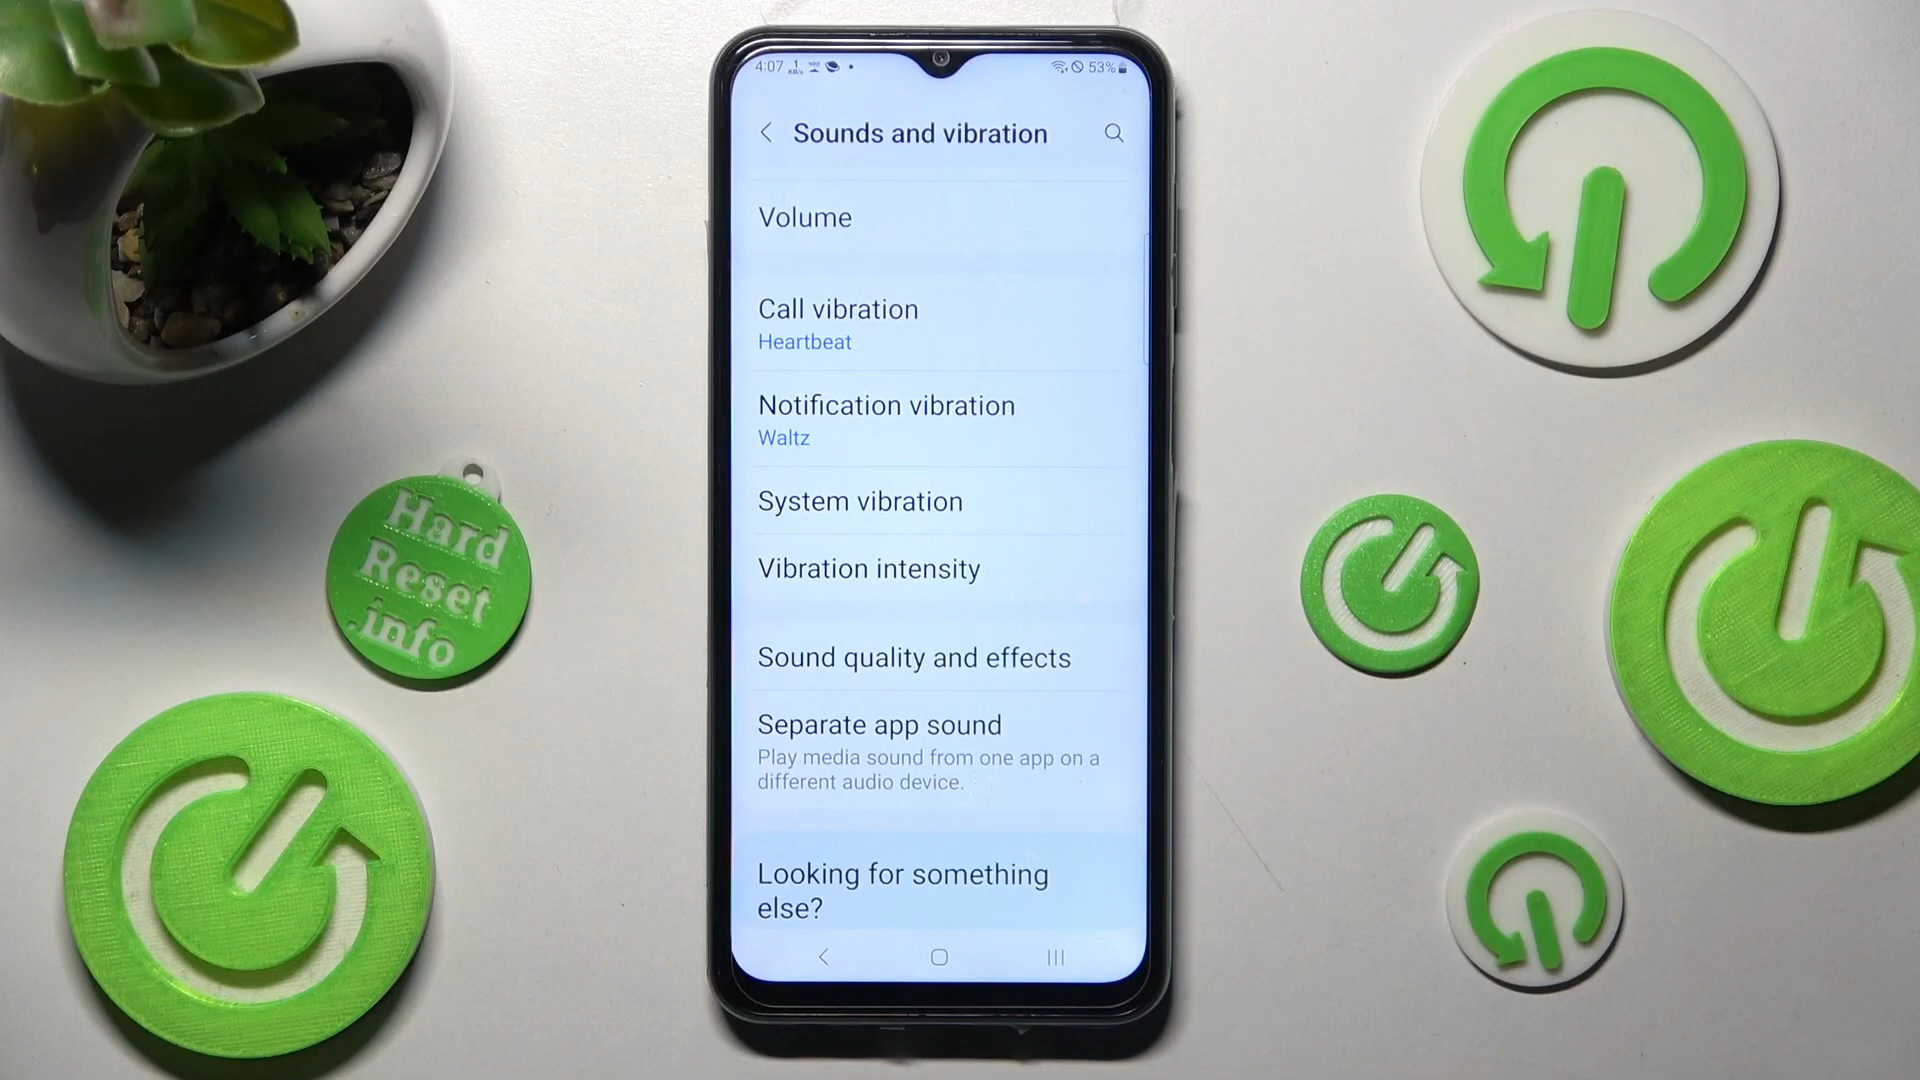 4:07 53%
Sounds and vibration
Volume
Call vibration
Heartbeat
Notification vibration
Waltz
System vibration
Vibration intensity
Sound quality and effects
Separate app sound
Play media sound from one app on a
different audio device.
Looking for something
else?
Hard
Reset
.info